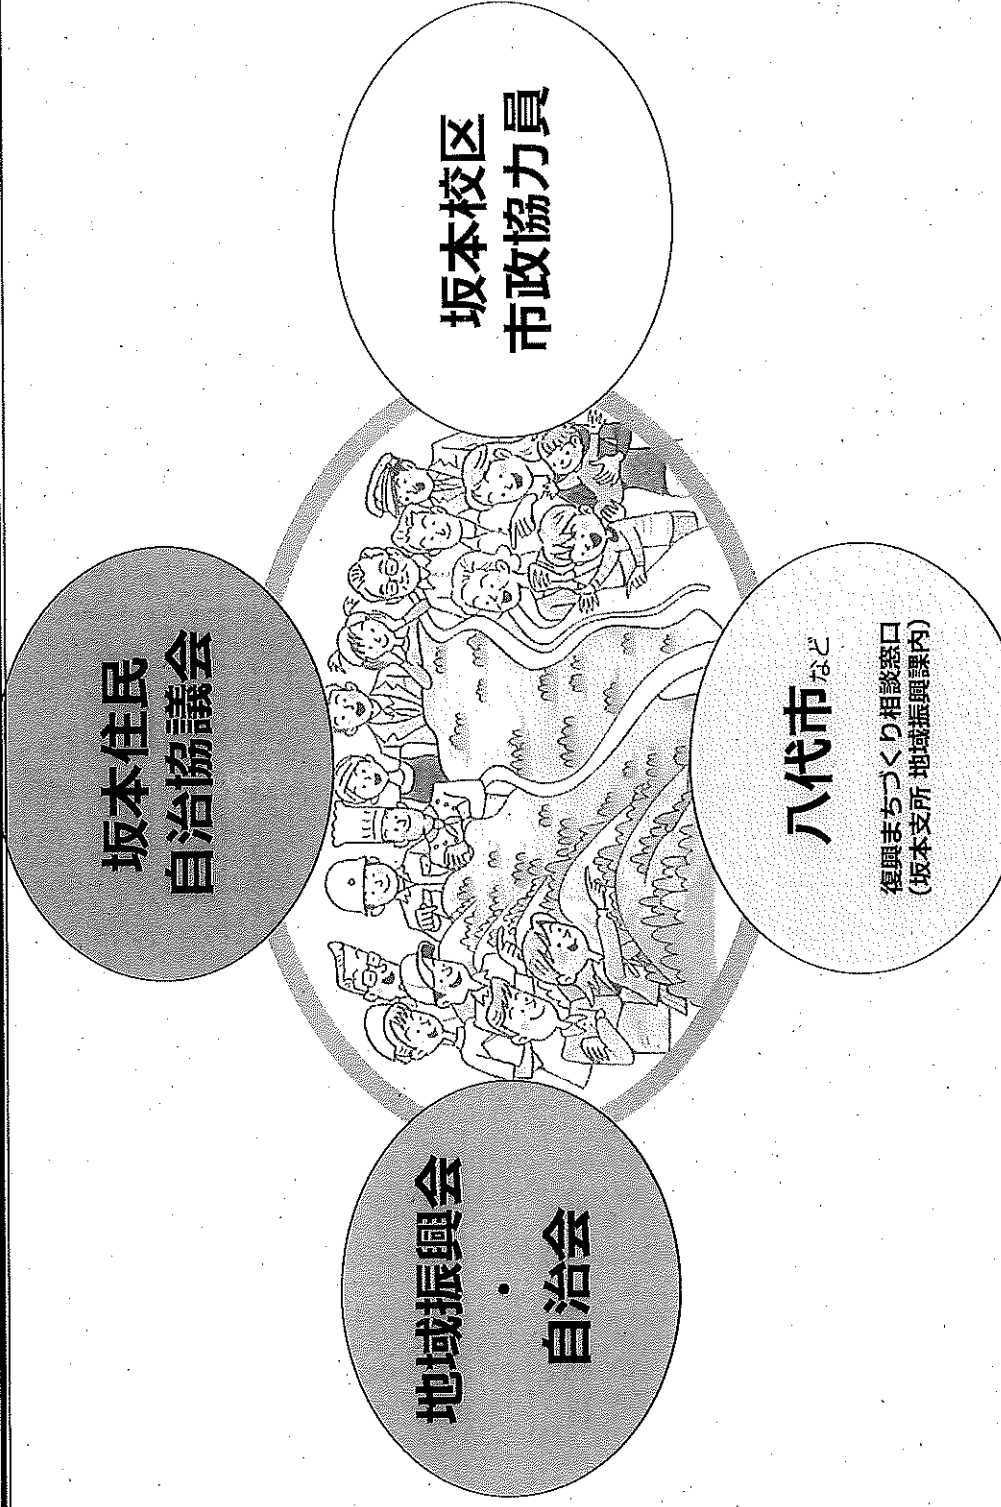 坂本住民
自治協議会
地域振興会
・
自治会
坂本校区
市政協力員
八代市など
復興まちづくり相談窓口
(坂本支所 地域振興課内)